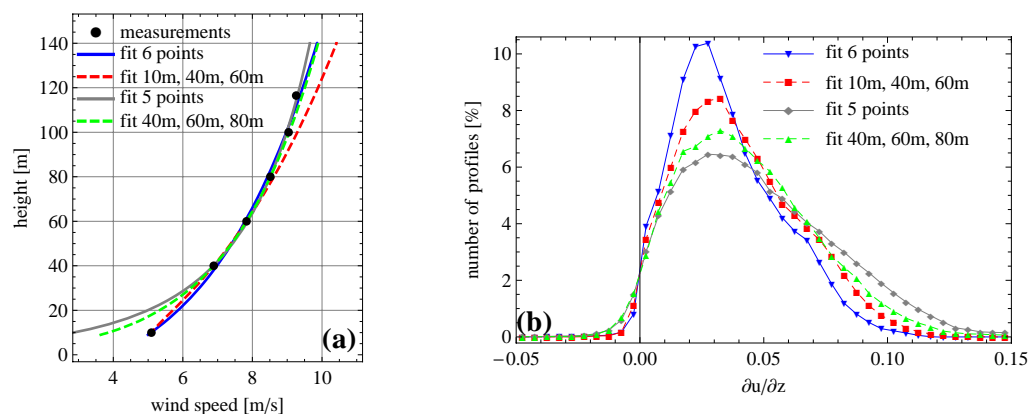 140
120
100
80
60
40
20
0
height [m]
4
6
8
10
wind speed [m/s]
measurements
fit 6 points
fit 10m, 40m, 60m
fit 5 points
fit 40m, 60m, 80m
(a)
10
8
6
4
2
0
number of profiles [%]
−0.05
0.00
0.05
0.10
0.15
∂u/∂z
fit 6 points
fit 10m, 40m, 60m
fit 5 points
fit 40m, 60m, 80m
(b)